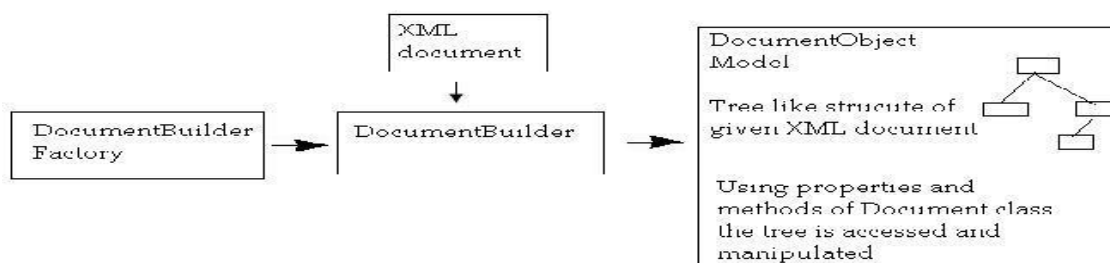 XML
document
DocumentBuilder
Factory
DocumentBuilder
DocumentObject
Model
Tree like strucute of
given XML document
Using properties and
methods of Document class
the tree is accessed and
manipulated